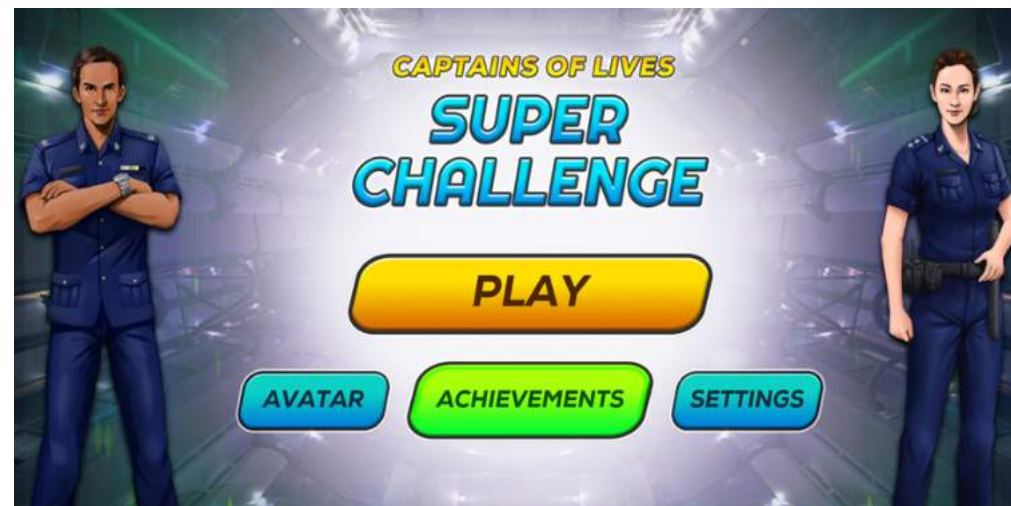 CAPTAINS OF LIVES
SUPER
CHALLENGE
PLAY
AVATAR
ACHIEVEMENTS
SETTINGS